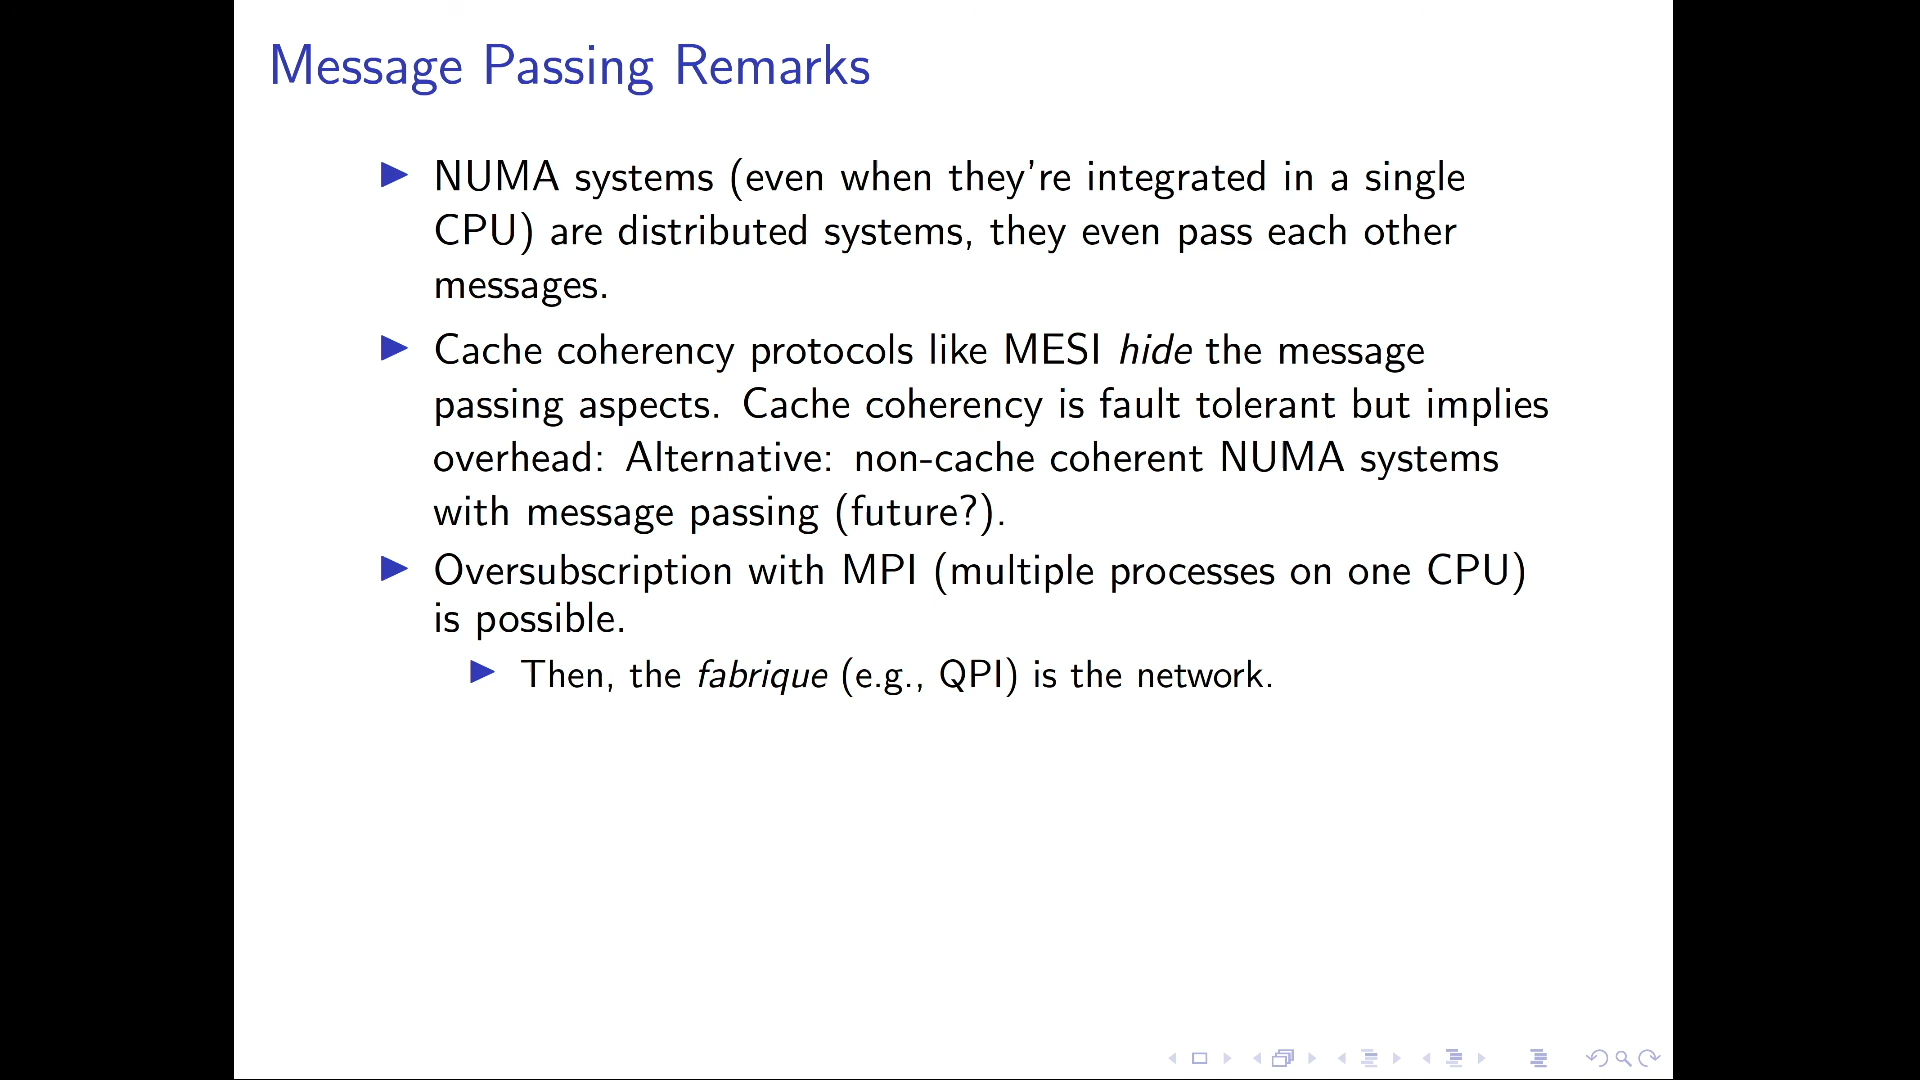 Message Passing Remarks
NUMA systems (even when they're integrated in a single
CPU) are distributed systems, they even pass each other
messages.
Cache coherency protocols like MESI hide the message
passing aspects. Cache coherency is fault tolerant but implies
overhead: Alternative: non-cache coherent NUMA systems
with message passing (future?).
Oversubscription with MPI (multiple processes on one CPU)
is possible.
Then, the fabrique (e.g., QPI) is the network.